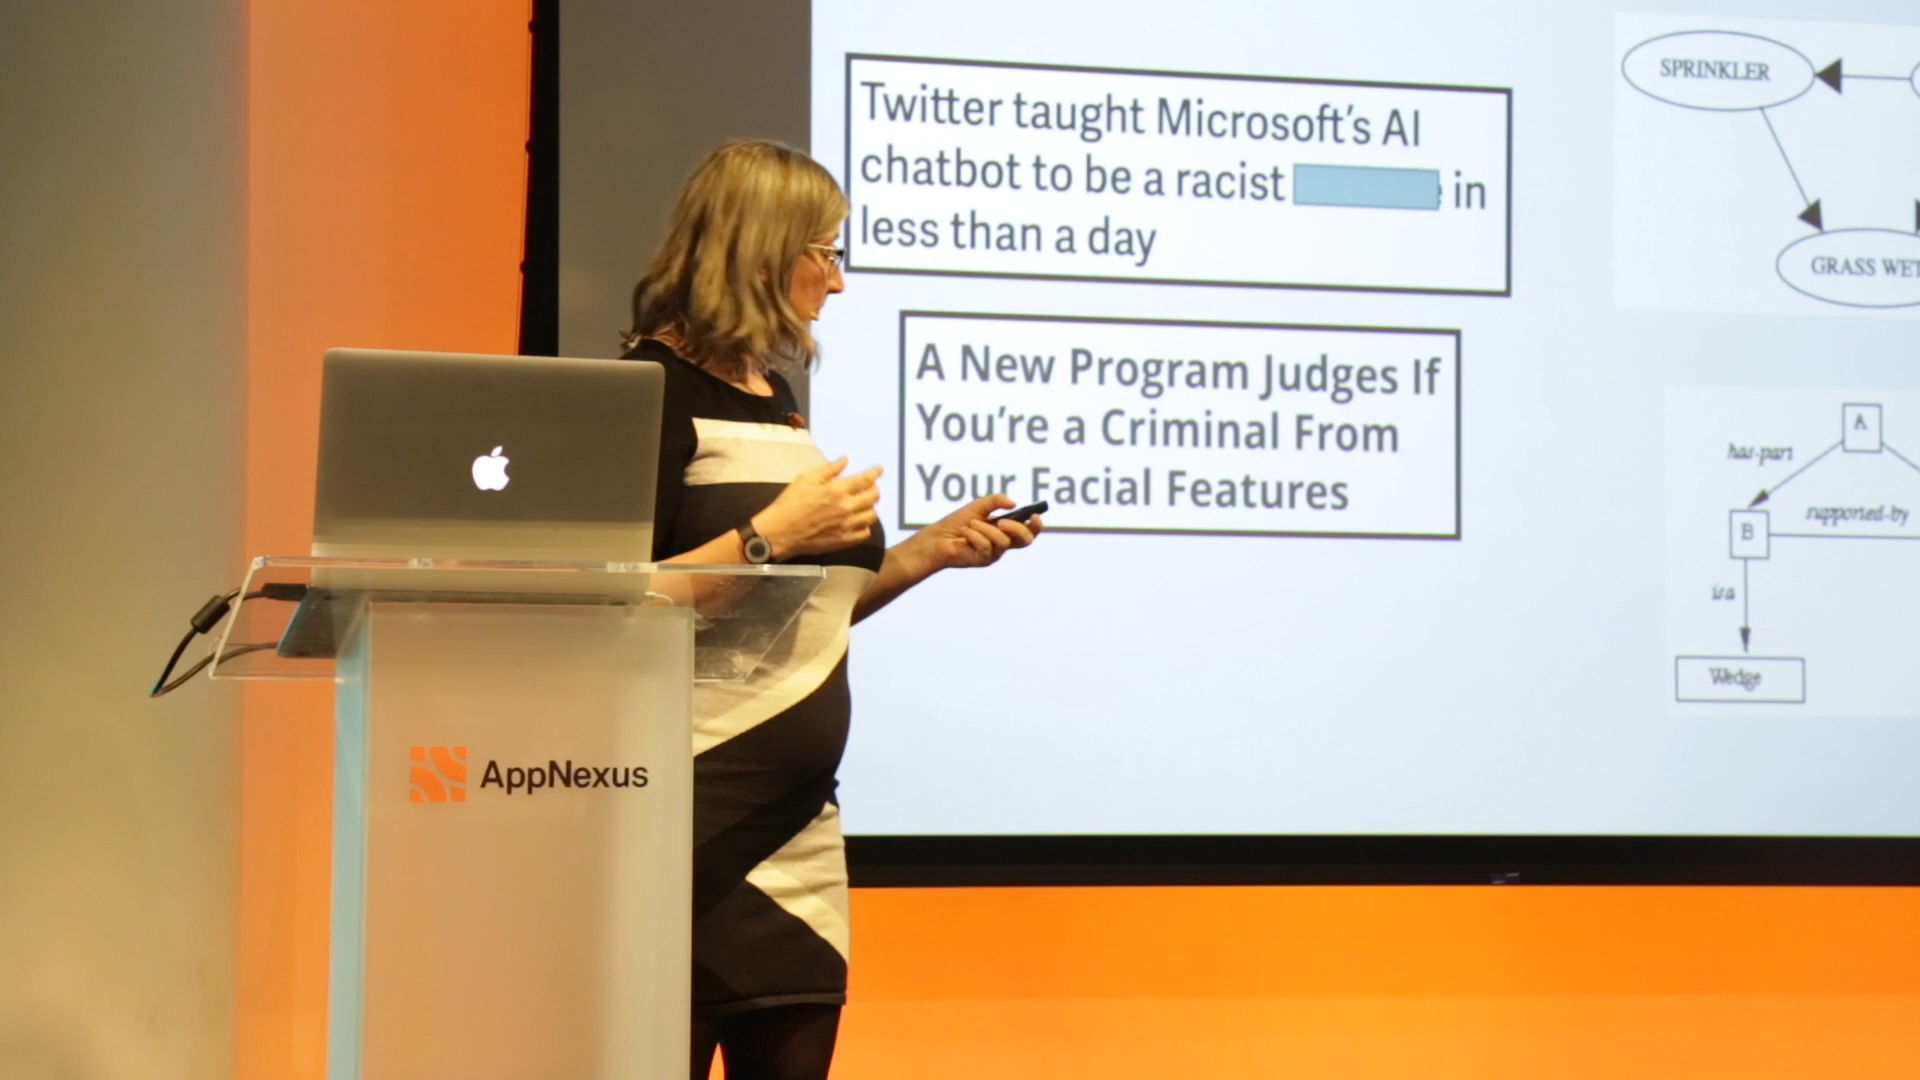 Twitter taught Microsoft's AI
chatbot to be a racist in
less than a day
A New Program Judges If
You're a Criminal From
Your Facial Features
SPRINKLER
GRASS WET
A
has-part
supported-by
B
isa
Wedge
AppNexus